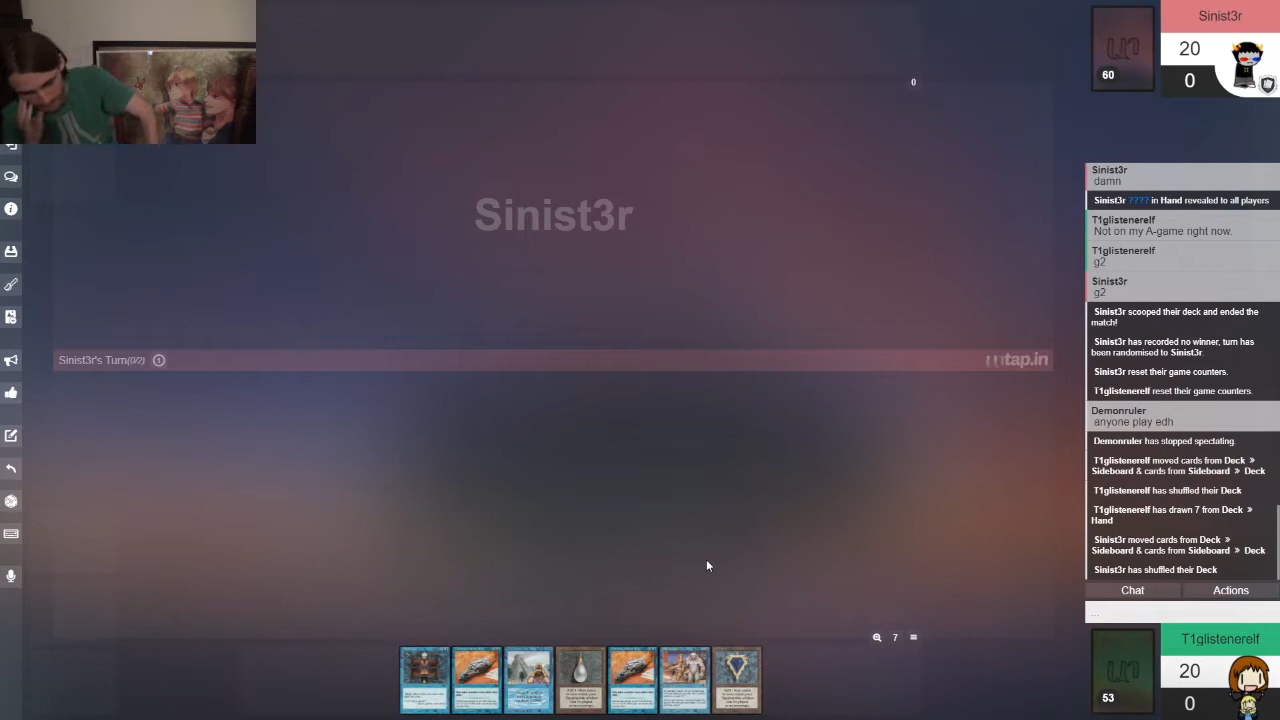 Sinist3r
20
60
0
0
Sinist3r
damn
Sinist3r ???? in Hand revealed to all players
T1glistenerelf
Not on my A-game right now.
T1glistenerelf
g2
Sinist3r
g2
Sinist3r scooped their deck and ended the
match!
Sinist3r has recorded no winner, turn has
been randomised to Sinist3r.
Sinist3r reset their game counters.
T1glistenerelf reset their game counters.
Demonruler
anyone play edh
Demonruler has stopped spectating.
T1glistenerelf moved cards from Deck »
Sideboard & cards from Sideboard » Deck
T1glistenerelf has shuffled their Deck
T1glistenerelf has drawn 7 from Deck »
Hand
Sinist3r moved cards from Deck »
Sideboard & cards from Sideboard » Deck
Sinist3r has shuffled their Deck
Chat Actions
...
Sinist3r
Sinist3r's Turn(0/2) 1
untap.in
7
T1glistenerelf
20
53
0